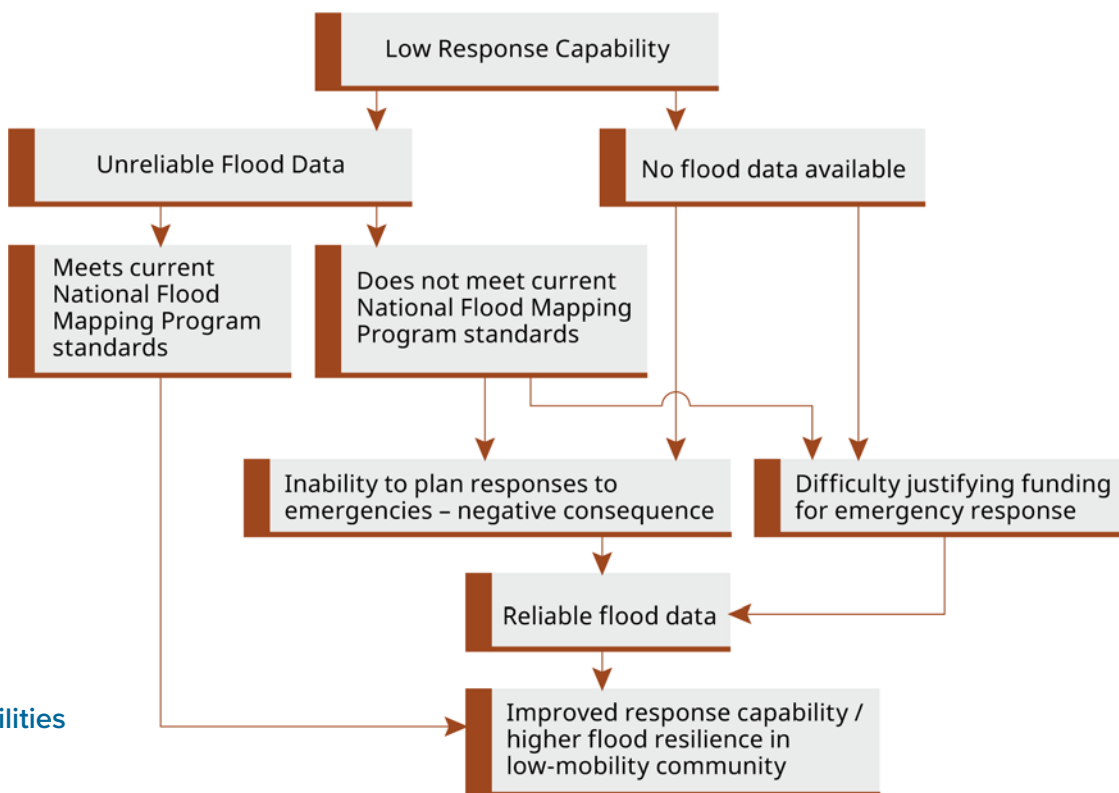 Low Response Capability
Unreliable Flood Data
No flood data available
Meets current
National Flood
Mapping Program
standards
Does not meet current
National Flood Mapping
Program standards
Inability to plan responses to
emergencies – negative consequence
Difficulty justifying funding
for emergency response
Reliable flood data
ilities
Improved response capability /
higher flood resilience in
low-mobility community